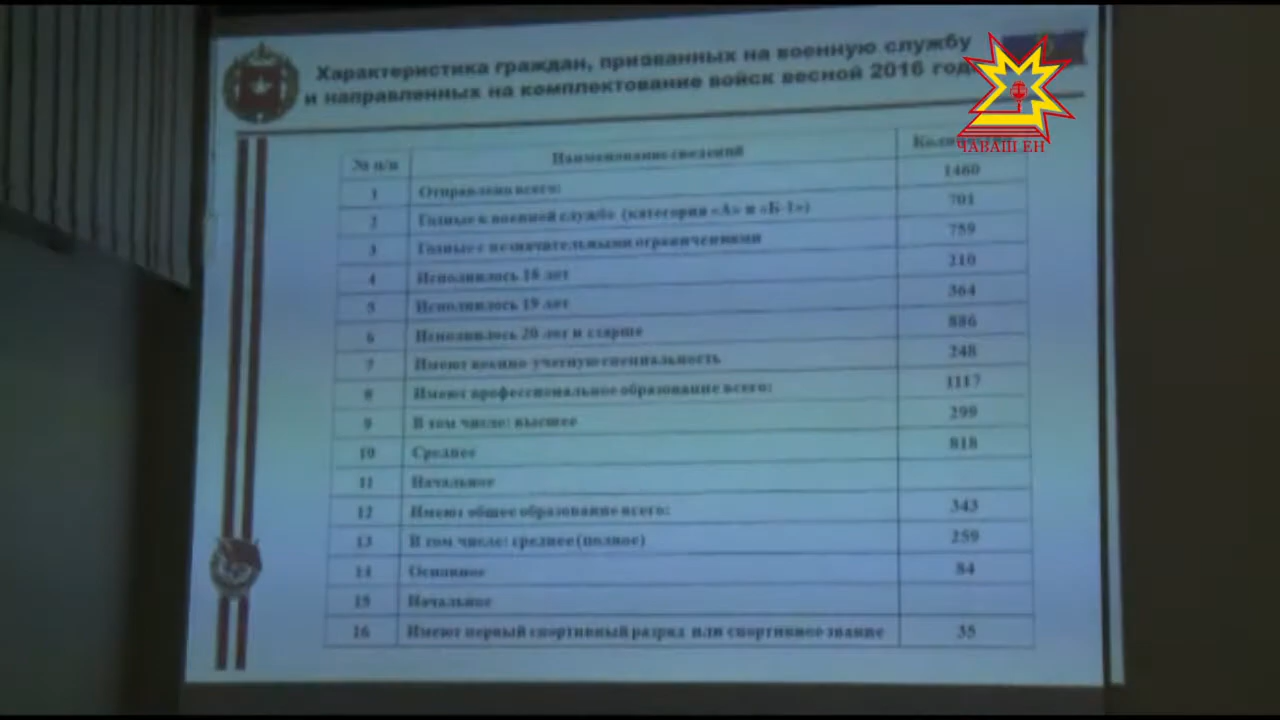 Характеристика граждан, призванных на военную службу
и направленных на комплектование войск весной 2016 года
ЧӐВАШ ЕН
№ п/п Наименование сведений Количество
1 Отправлено всего: 1460
2 Годные к военной службе (категория «А» и «Б-1») 701
3 Годные с незначительными ограничениями 759
4 Исполнилось 18 лет 210
5 Исполнилось 19 лет 364
6 Исполнилось 20 лет и старше 886
7 Имеют военно-учетную специальность 248
8 Имеют профессиональное образование всего: 1117
9 В том числе: высшее 299
10 Среднее 818
11 Начальное
12 Имеют общее образование всего: 343
13 В том числе: среднее (полное) 259
14 Основное 84
15 Начальное
16 Имеют первый спортивный разряд или спортивное звание 35